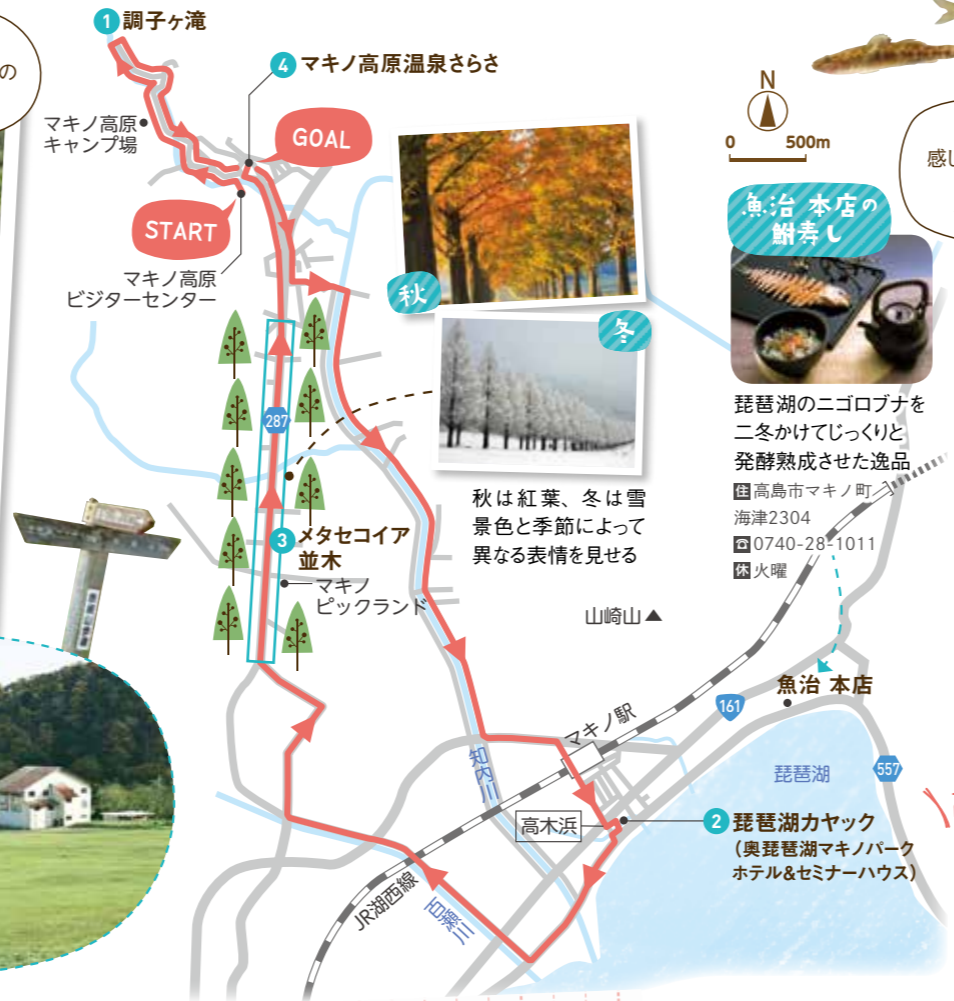 1 調子ヶ滝
の
4 マキノ高原温泉さらさ
マキノ高原
キャンプ場
GOAL
START
マキノ高原
ビジターセンター
N
0 500m
感じ
秋
冬
魚治 本店の
鮒寿し
琵琶湖のニゴロブナを
二冬かけてじっくりと
発酵熟成させた逸品
住 高島市マキノ町
海津2304
☎0740-28-1011
休 火曜
287
秋は紅葉、冬は雪
景色と季節によって
異なる表情を見せる
3 メタセコイア
並木
マキノ
ピックランド
山崎山▲
魚治 本店
161
マキノ駅
琵琶湖
557
知内川
高木浜
2 琵琶湖カヤック
(奥琵琶湖マキノパーク
ホテル&セミナーハウス)
JR湖西線
百瀬川